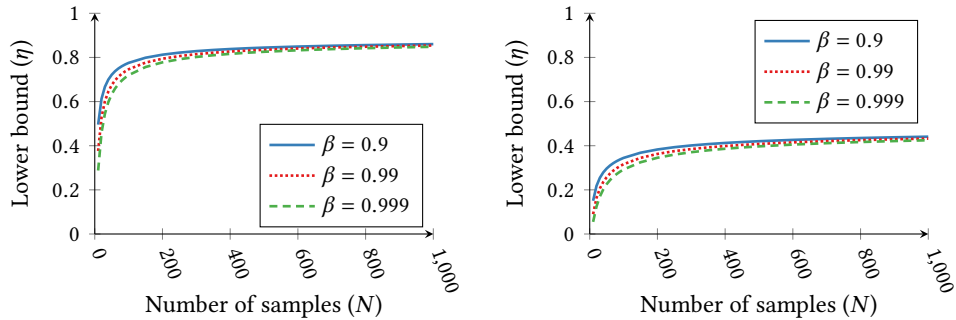 1
0.8
0.6
0.4
0.2
0
Lower bound (η)
β = 0.9
β = 0.99
β = 0.999
0
200
400
600
800
1,000
Number of samples (N)
1
0.8
0.6
0.4
0.2
0
Lower bound (η)
β = 0.9
β = 0.99
β = 0.999
0
200
400
600
800
1,000
Number of samples (N)